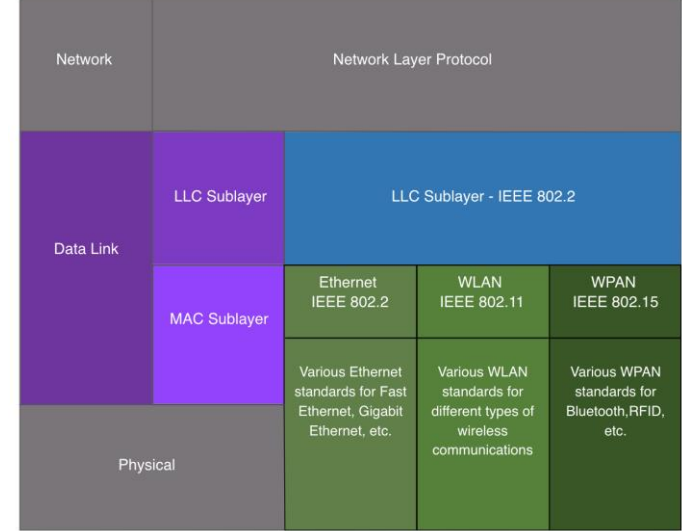 Network
Network Layer Protocol
Data Link
LLC Sublayer
LLC Sublayer - IEEE 802.2
MAC Sublayer
Ethernet
IEEE 802.2
WLAN
IEEE 802.11
WPAN
IEEE 802.15
Various Ethernet
standards for Fast
Ethernet, Gigabit
Ethernet, etc.
Various WLAN
standards for
different types of
wireless
communications
Various WPAN
standards for
Bluetooth,RFID,
etc.
Physical